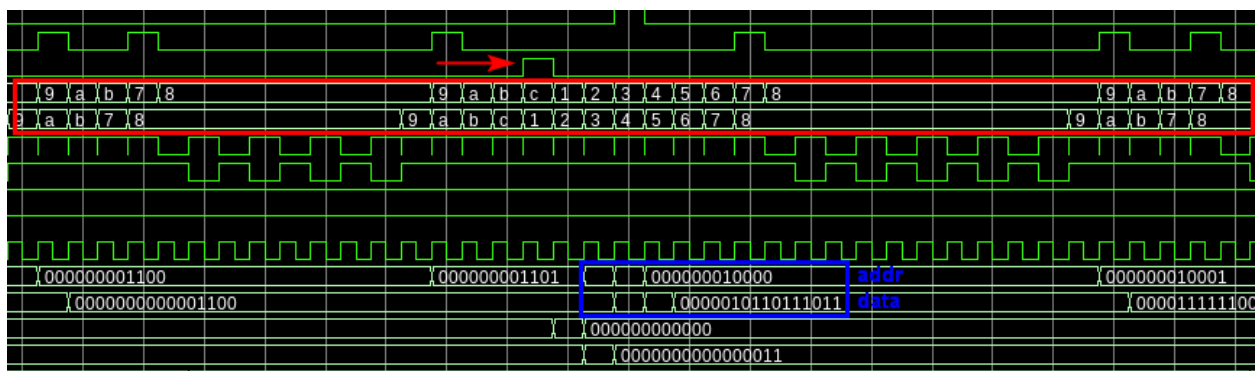 9 a b 7 8 9 a b c 1 2 3 4 5 6 7 8 9 a b 7 8
9 a b 7 8 9 a b c 1 2 3 4 5 6 7 8 9 a b 7 8
000000001100 000000001101 000000010000 addr 000000010001
0000000000001100 0000010110111011 data 000011111100
000000000000
0000000000000011